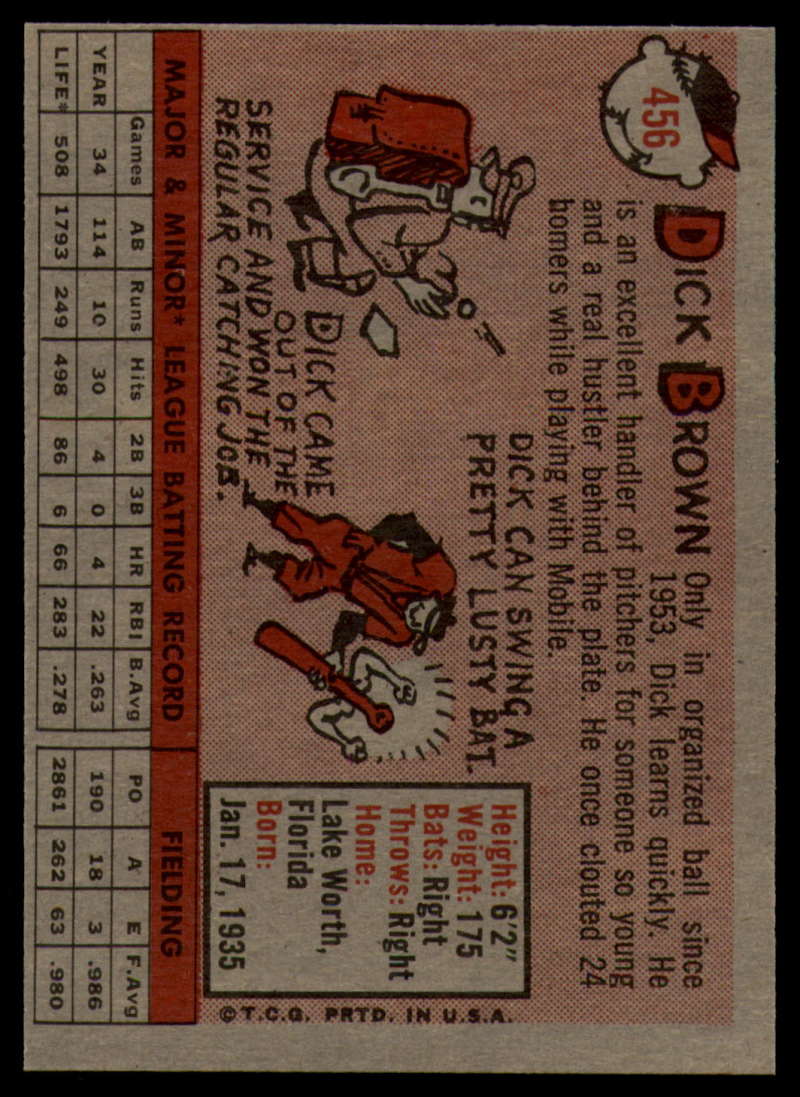 456
DICK BROWN
Only in organized ball since
1953, Dick learns quickly. He
is an excellent handler of pitchers for someone so young
and a real hustler behind the plate. He once clouted 24
homers while playing with Mobile.
DICK CAME
OUT OF THE
SERVICE AND WON THE
REGULAR CATCHING JOB.
DICK CAN SWING A
PRETTY LUSTY BAT.
Height: 6'2"
Weight: 175
Bats: Right
Throws: Right
Home:
Lake Worth,
Florida
Born:
Jan. 17, 1935
©T.C.G. PRTD. IN U.S.A.
MAJOR & MINOR* LEAGUE BATTING RECORD FIELDING
Games AB Runs Hits 2B 3B HR RBI B.Avg PO A E F.Avg
YEAR 34 114 10 30 4 0 4 22 .263 190 18 3 .986
LIFE* 508 1793 249 498 86 6 66 283 .278 2861 262 63 .980